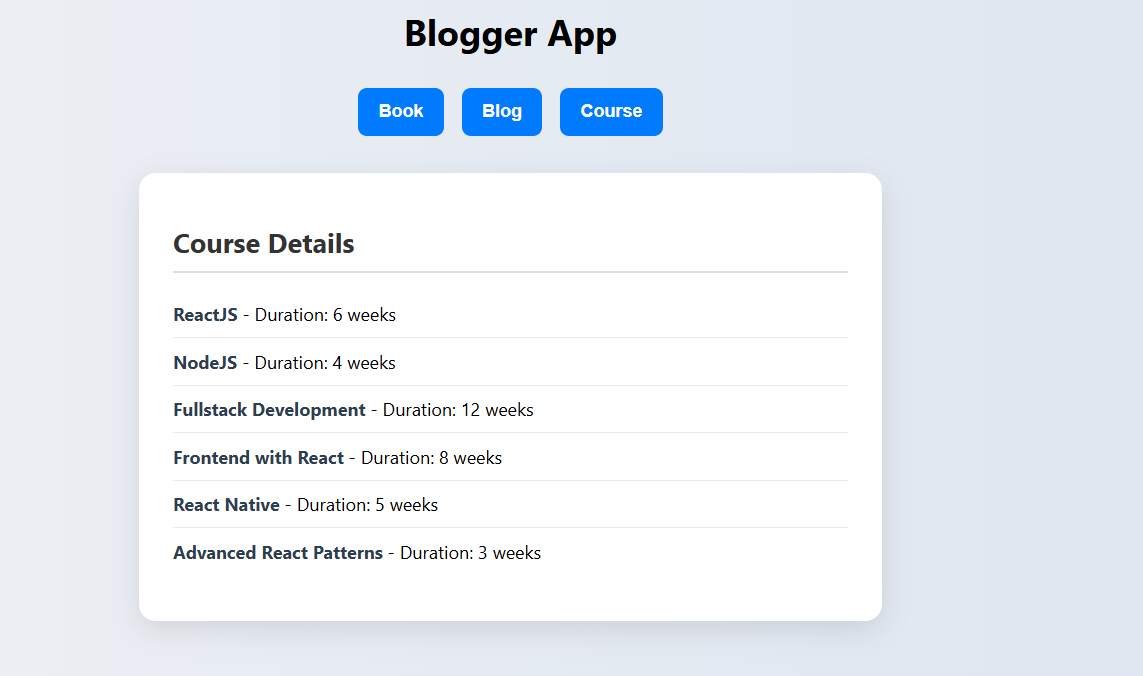 Blogger App
Book Blog Course
Course Details
ReactJS - Duration: 6 weeks
NodeJS - Duration: 4 weeks
Fullstack Development - Duration: 12 weeks
Frontend with React - Duration: 8 weeks
React Native - Duration: 5 weeks
Advanced React Patterns - Duration: 3 weeks